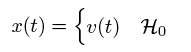 x(t) = { v(t) ℋ₀